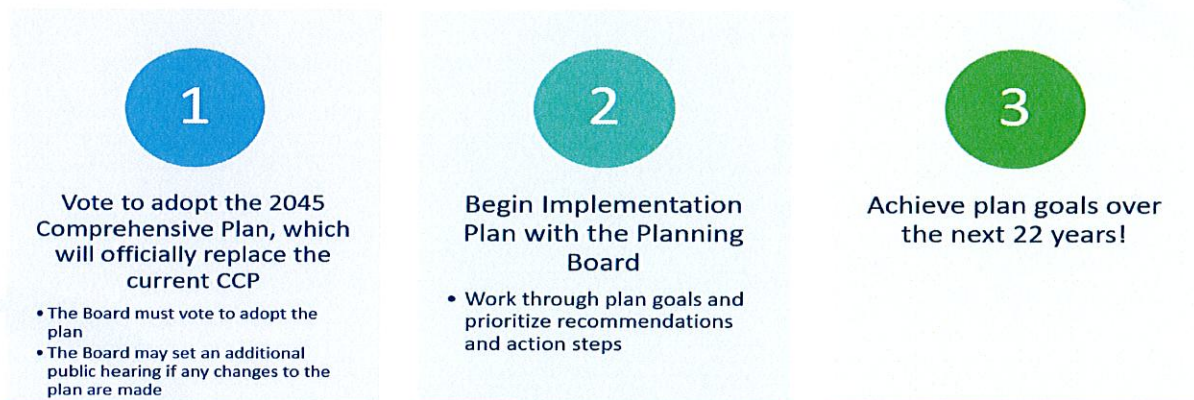 1
Vote to adopt the 2045
Comprehensive Plan, which
will officially replace the
current CCP
• The Board must vote to adopt the
plan
• The Board may set an additional
public hearing if any changes to the
plan are made
2
Begin Implementation
Plan with the Planning
Board
• Work through plan goals and
prioritize recommendations
and action steps
3
Achieve plan goals over
the next 22 years!